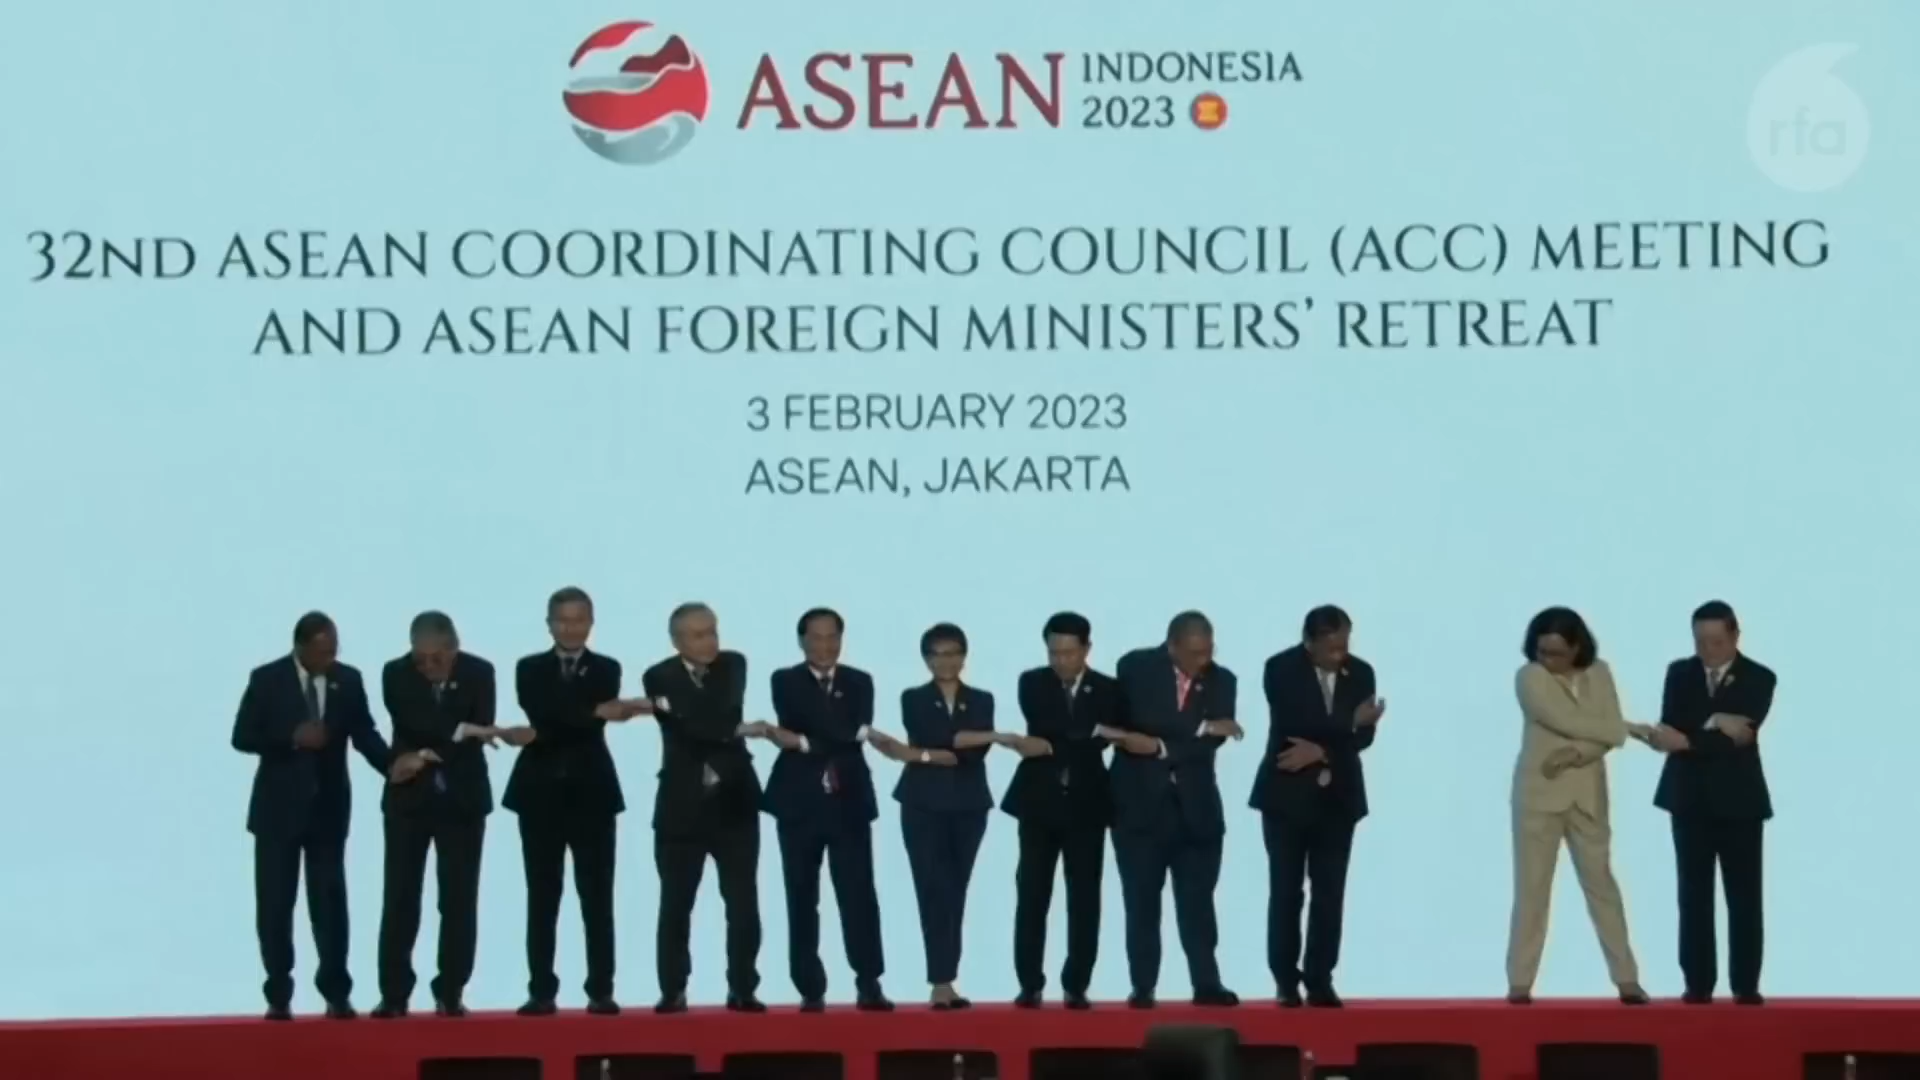 ASEAN
INDONESIA
2023
rfa
32ND ASEAN COORDINATING COUNCIL (ACC) MEETING
AND ASEAN FOREIGN MINISTERS’ RETREAT
3 FEBRUARY 2023
ASEAN, JAKARTA